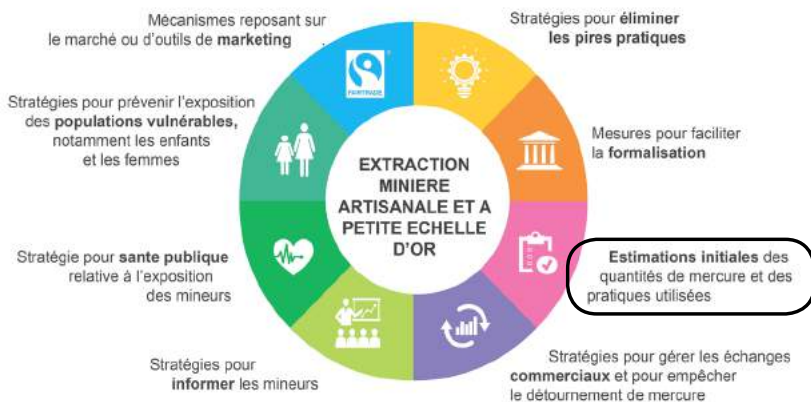 Mécanismes reposant sur
le marché ou d'outils de marketing
Stratégies pour éliminer
les pires pratiques
FAIRTRADE
Stratégies pour prévenir l'exposition
des populations vulnérables,
notamment les enfants
et les femmes
Mesures pour faciliter
la formalisation
EXTRACTION
MINIERE
ARTISANALE ET A
PETITE ECHELLE
D'OR
Stratégie pour sante publique
relative à l'exposition
des mineurs
Estimations initiales des
quantités de mercure et des
pratiques utilisées
Stratégies pour
informer les mineurs
Stratégies pour gérer les échanges
commerciaux et pour empêcher
le détournement de mercure